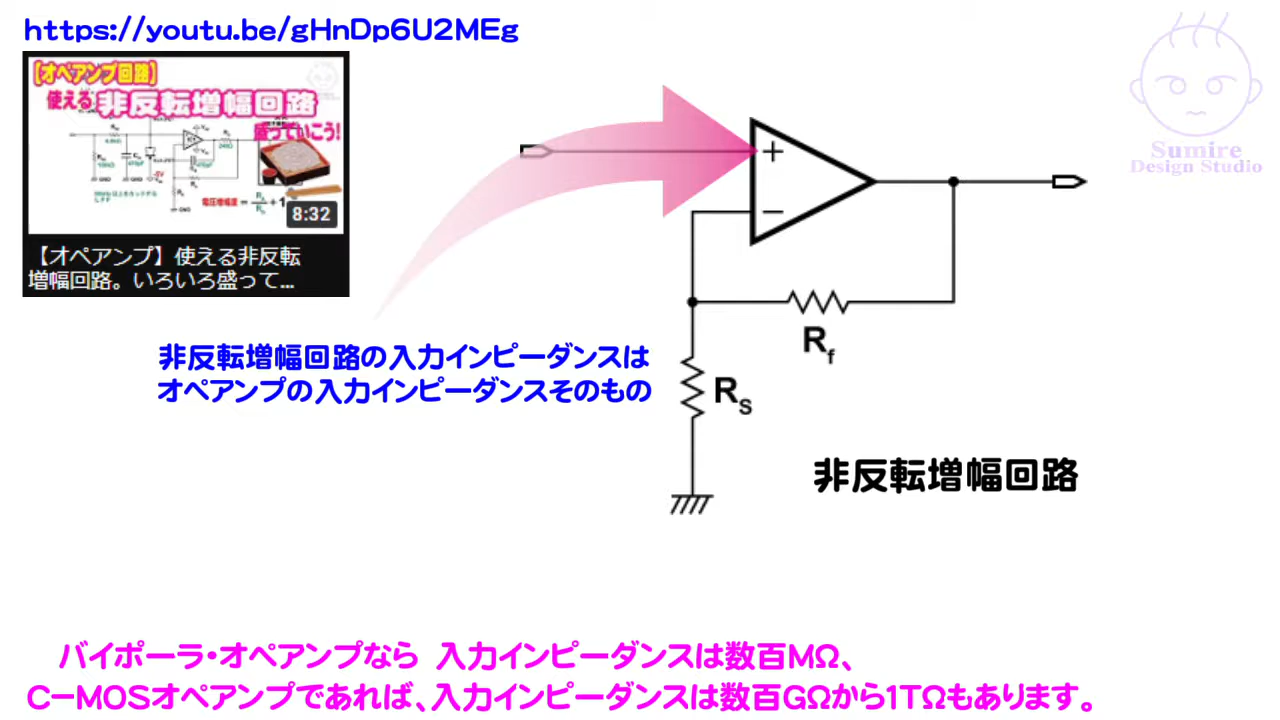 https://youtu.be/gHnDp6U2MEg
【オペアンプ回路】
使える非反転増幅回路
盛っていこう!
電圧増幅度 =
+1
8:32
【オペアンプ】使える非反転
増幅回路。いろいろ盛って...
Sumire
Design Studio
+
−
Rf
RS
非反転増幅回路の入力インピーダンスは
オペアンプの入力インピーダンスそのもの
非反転増幅回路
バイポーラ・オペアンプなら 入力インピーダンスは数百MΩ、
C−MOSオペアンプであれば、入力インピーダンスは数百GΩから1TΩもあります。